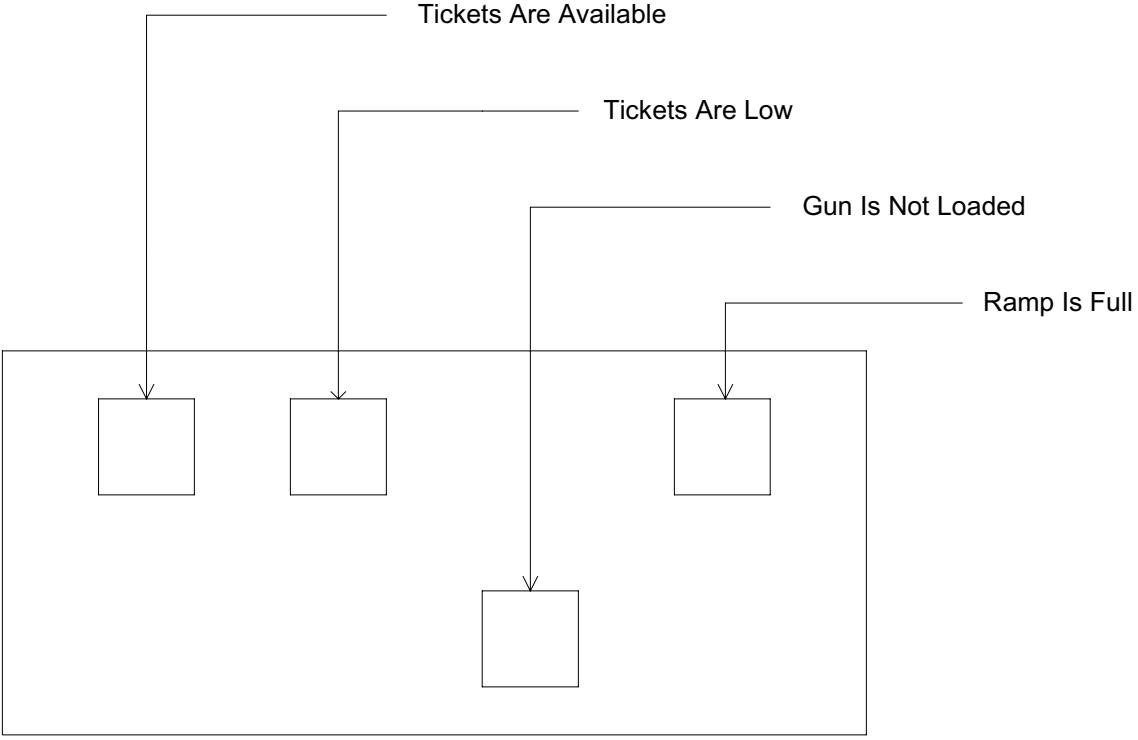 Tickets Are Available
Tickets Are Low
Gun Is Not Loaded
Ramp Is Full